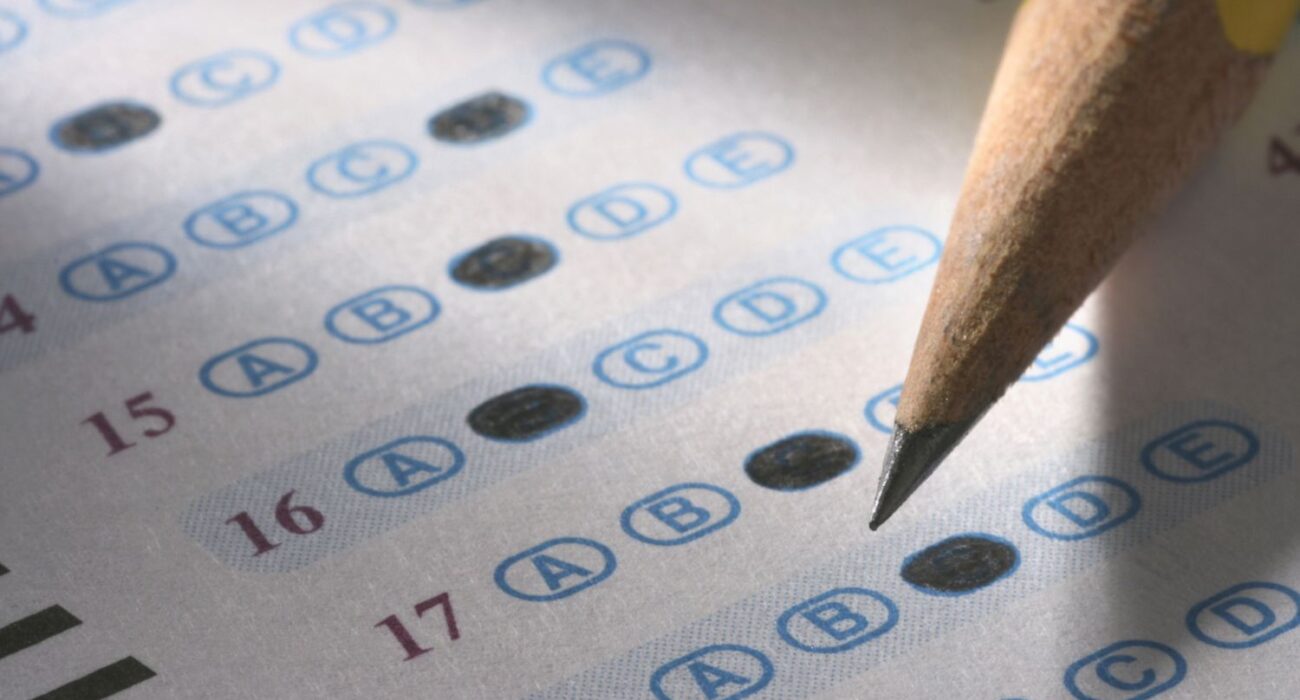 A C D
4 A B C E
15 A B D E
16 A C D E
17 A B
A B D E
C D